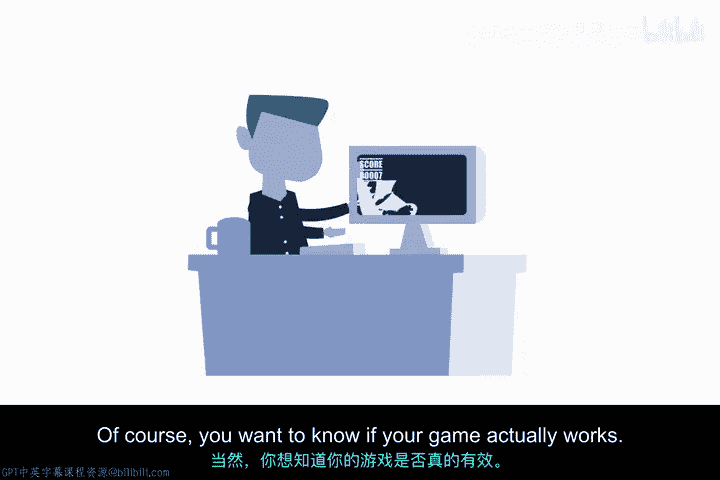 bilibili
SCORE
00007
Of course, you want to know if your game actually works.
当然，你想知道你的游戏是否真的有效。
GPT中英字幕课程资源@bilibili.com